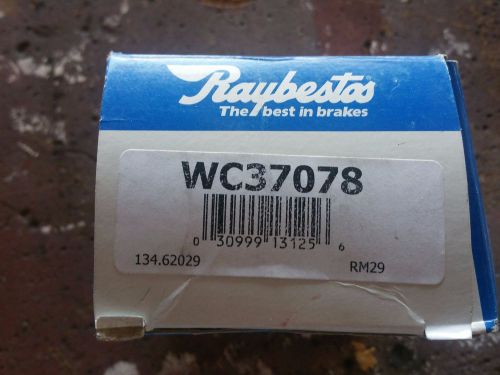 Raybestos®
The best in brakes
WC37078
0 30999 13125 6
134.62029 RM29